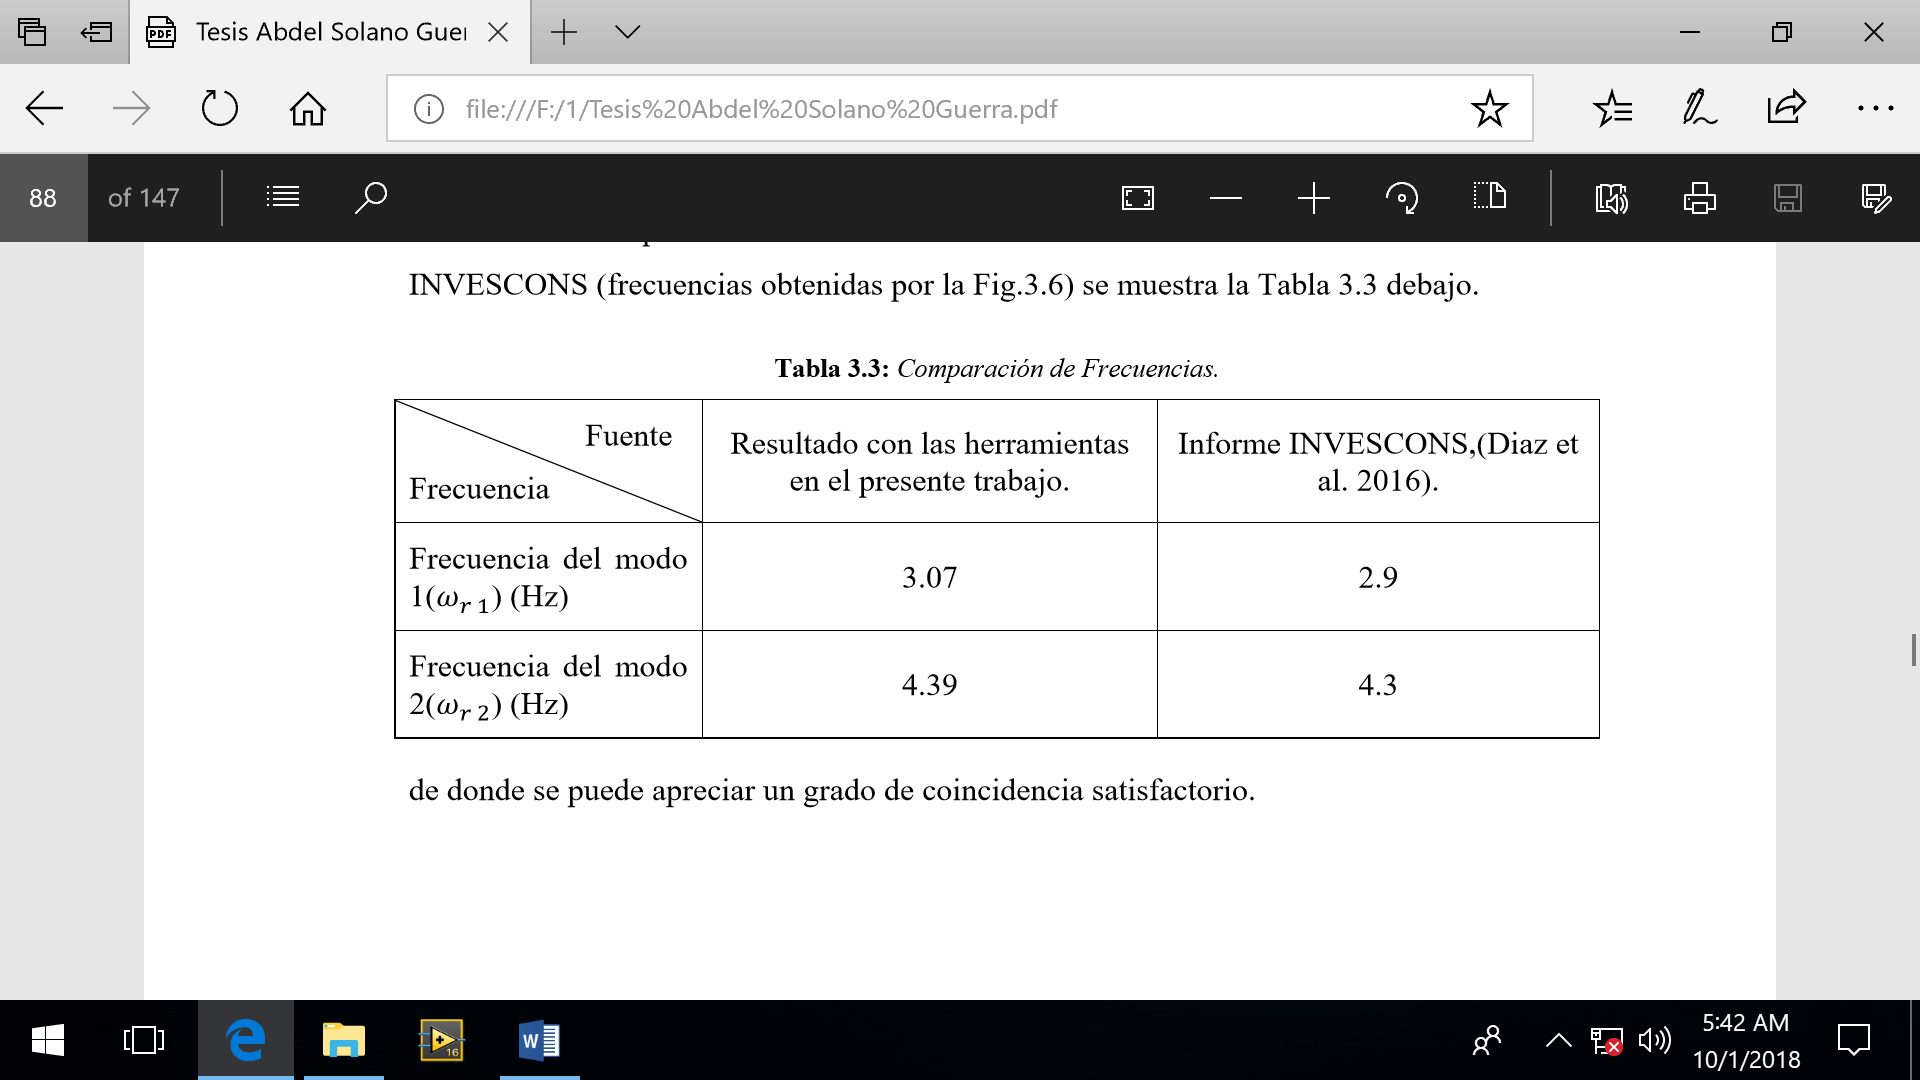 Tesis Abdel Solano Guer
file:///F:/1/Tesis%20Abdel%20Solano%20Guerra.pdf
88 of 147
INVESCONS (frecuencias obtenidas por la Fig.3.6) se muestra la Tabla 3.3 debajo.
Tabla 3.3: Comparación de Frecuencias.
Fuente
Frecuencia
Resultado con las herramientas
en el presente trabajo.
Informe INVESCONS,(Diaz et
al. 2016).
Frecuencia del modo
1(ω_r 1) (Hz)
3.07
2.9
Frecuencia del modo
2(ω_r 2) (Hz)
4.39
4.3
de donde se puede apreciar un grado de coincidencia satisfactorio.
5:42 AM
10/1/2018